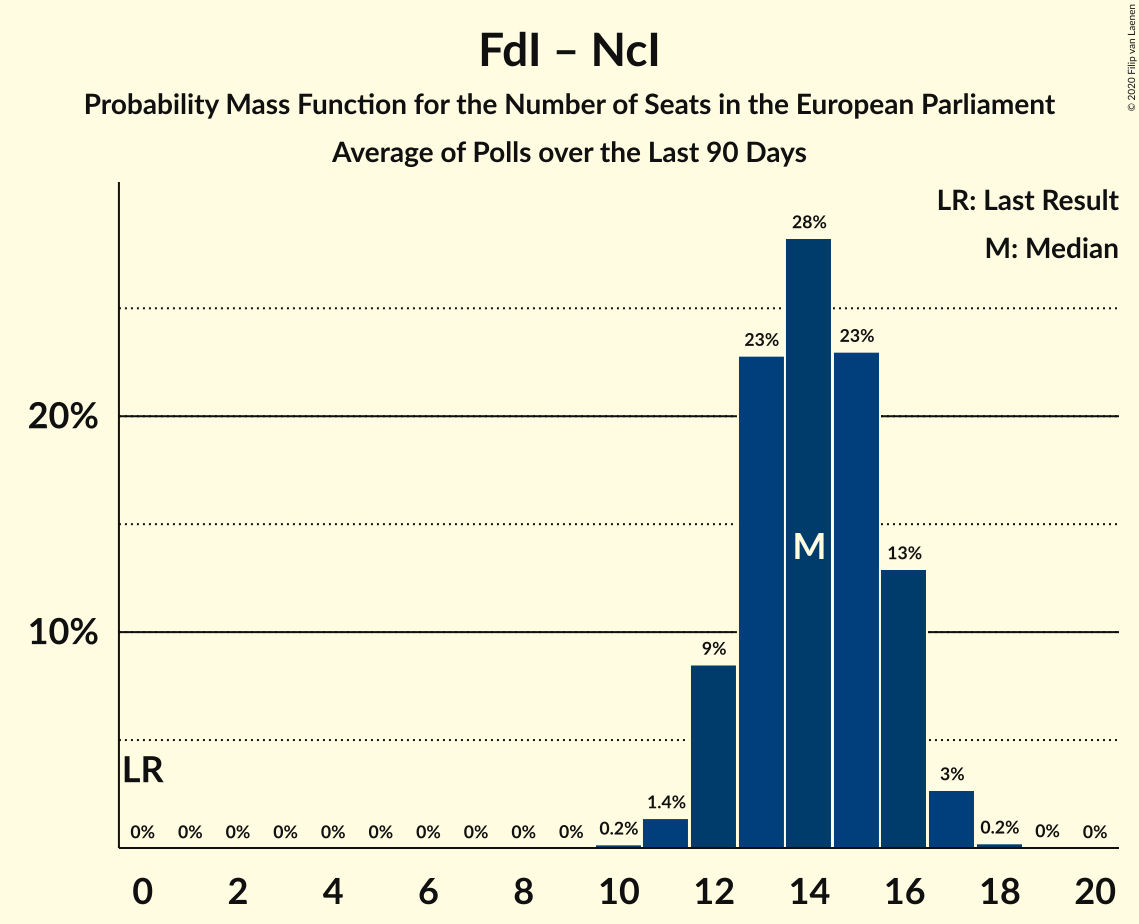 FdI – NcI
Probability Mass Function for the Number of Seats in the European Parliament
Average of Polls over the Last 90 Days
© 2020 Filip van Laenen
LR: Last Result
M: Median
28%
23% 23%
20%
M
13%
10%
9%
LR
3%
1.4%
0% 0% 0% 0% 0% 0% 0% 0% 0% 0% 0.2% 0.2% 0% 0%
0 2 4 6 8 10 12 14 16 18 20